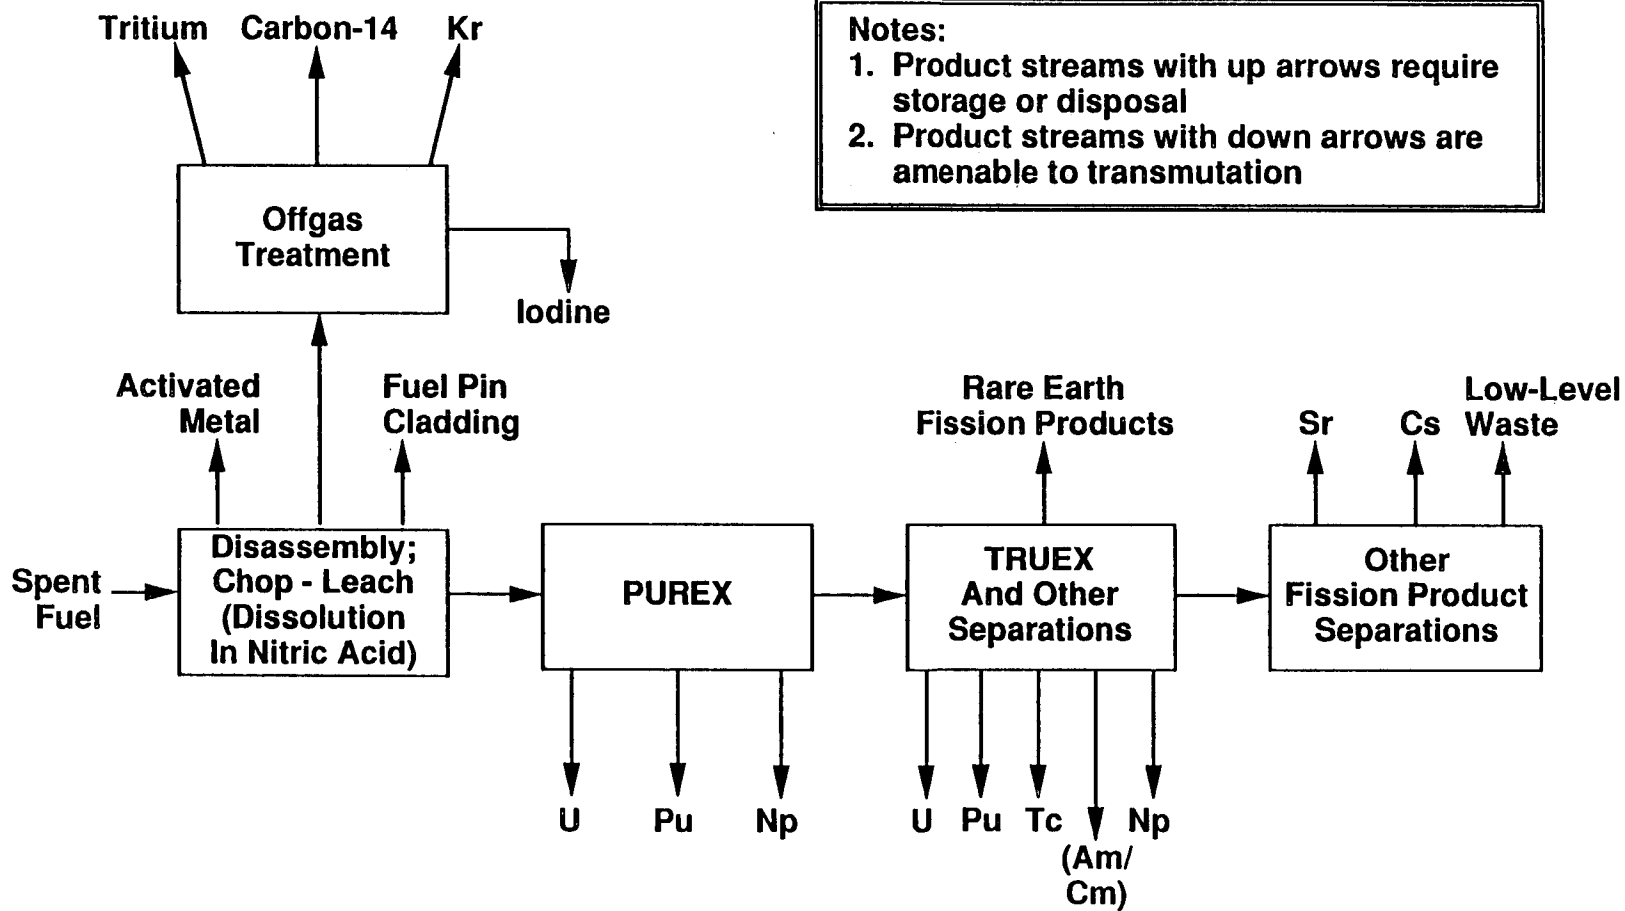 Tritium Carbon-14 Kr
Notes:
1. Product streams with up arrows require
storage or disposal
2. Product streams with down arrows are
amenable to transmutation
Offgas
Treatment
Iodine
Activated
Metal
Fuel Pin
Cladding
Rare Earth
Fission Products
Sr
Cs
Low-Level
Waste
Spent
Fuel
Disassembly;
Chop - Leach
(Dissolution
In Nitric Acid)
PUREX
TRUEX
And Other
Separations
Other
Fission Product
Separations
U Pu Np
U Pu Tc Np
(Am/
Cm)